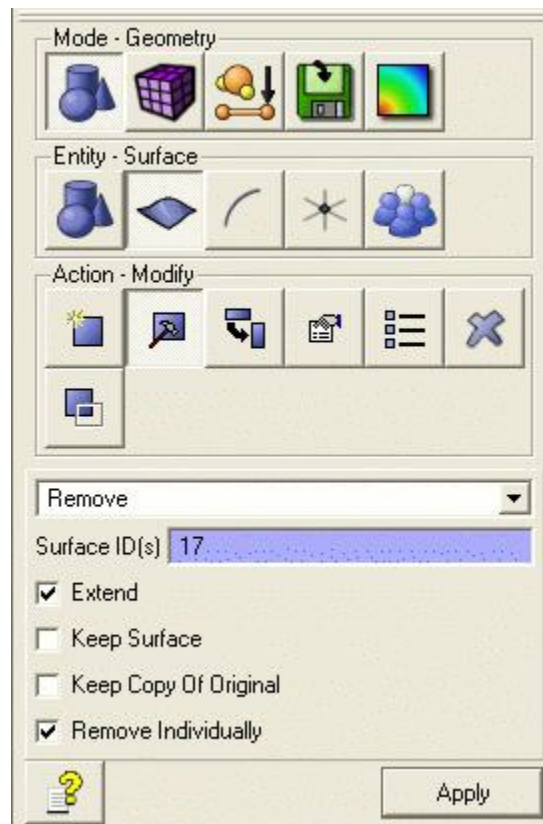 Mode - Geometry
Entity - Surface
Action - Modify
Remove
Surface ID(s) 17
Extend
Keep Surface
Keep Copy Of Original
Remove Individually
Apply